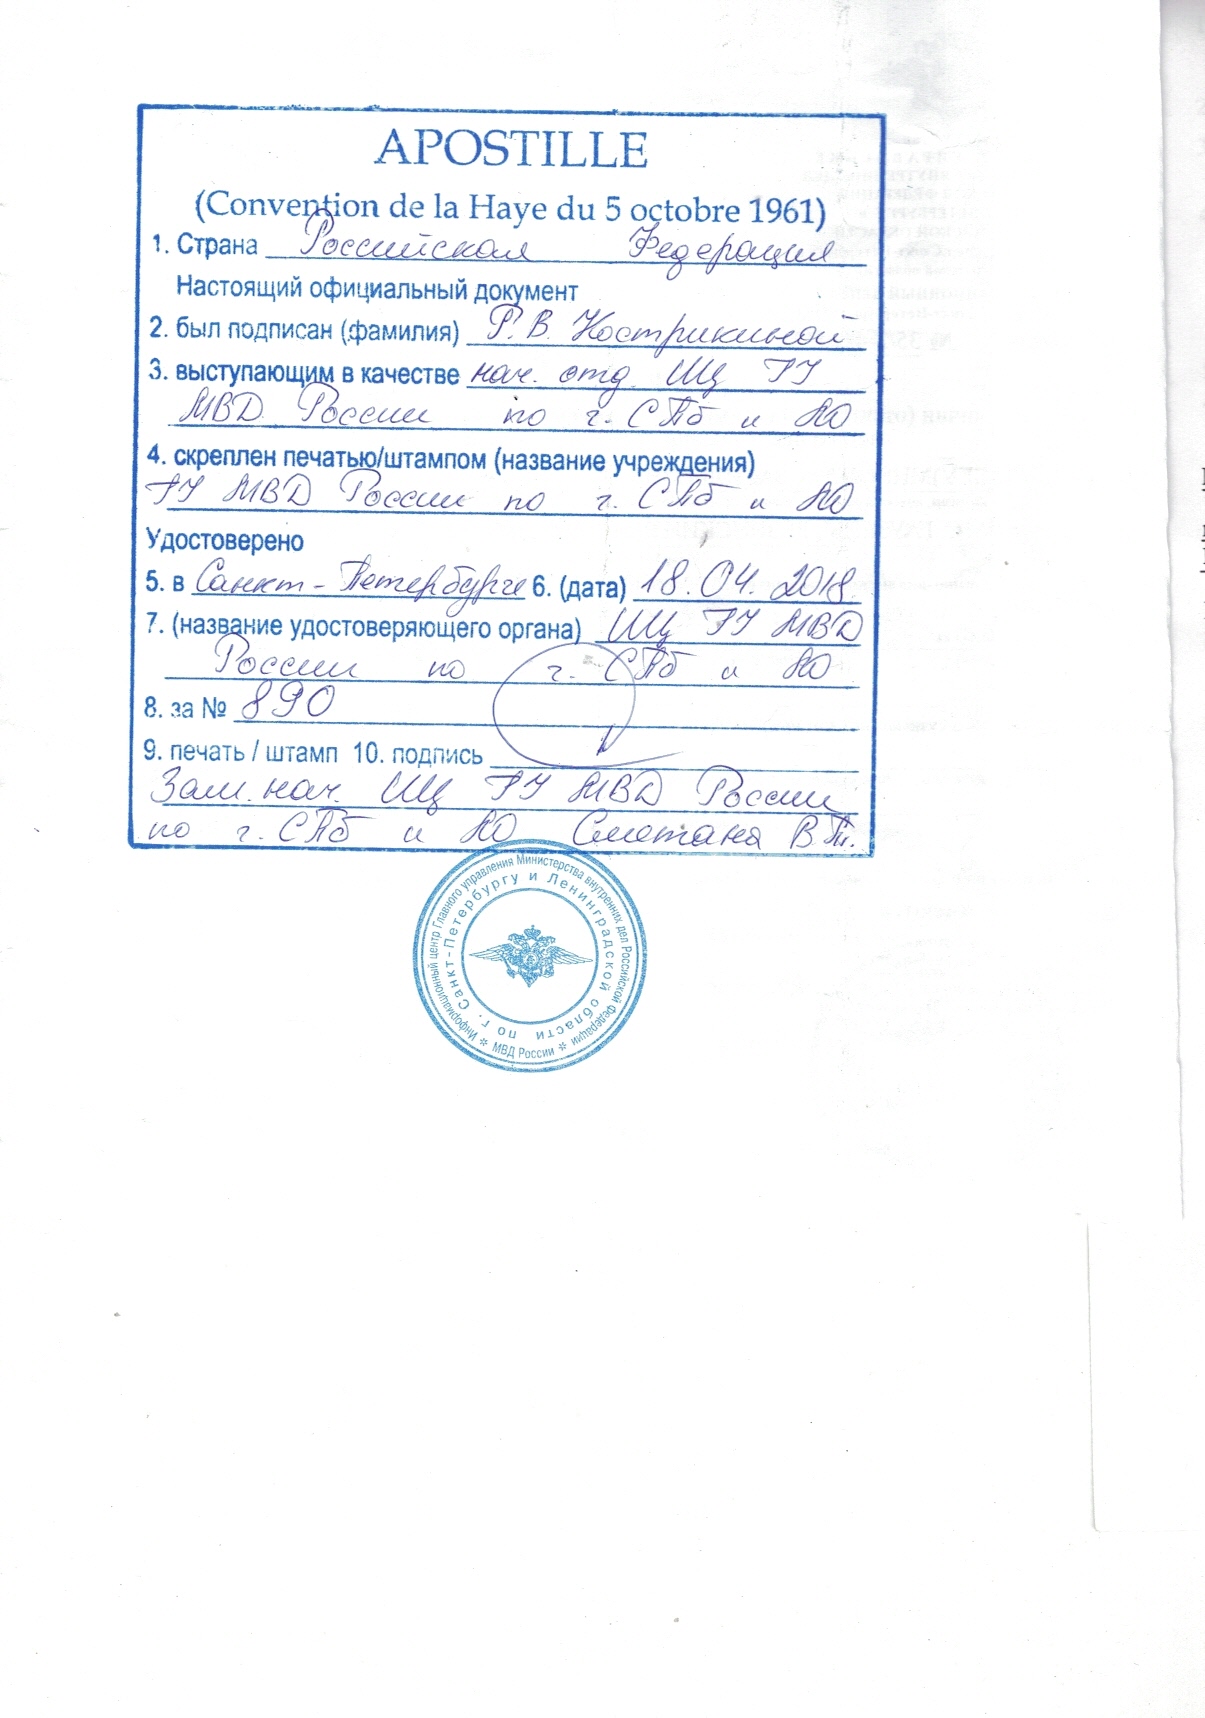 APOSTILLE
(Convention de la Haye du 5 octobre 1961)
1. Страна Российская Федерация
Настоящий официальный документ
2. был подписан (фамилия) Р.В. Кострикиной
3. выступающим в качестве нач. отд. ИЦ ГУ
МВД России по г. СПб и ЛО
4. скреплен печатью/штампом (название учреждения)
ГУ МВД России по г. СПб и ЛО
Удостоверено
5. в Санкт-Петербурге 6. (дата) 18.04.2018.
7. (название удостоверяющего органа) ИЦ ГУ МВД
России по г. СПб и ЛО
8. за № 890
9. печать / штамп 10. подпись
Зам. нач. ИЦ ГУ МВД России
по г. СПб и ЛО Сметана В.Т.
Информационный центр Главного управления Министерства внутренних дел Российской Федерации
по г. Санкт-Петербургу и Ленинградской области
* МВД России *